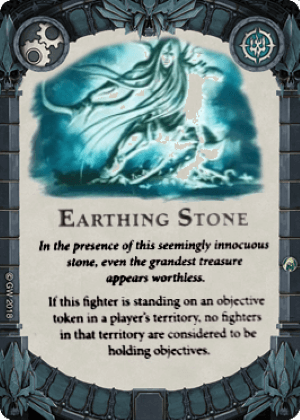 EARTHING STONE
In the presence of this seemingly innocuous
stone, even the grandest treasure
appears worthless.
If this fighter is standing on an objective
token in a player's territory, no fighters
in that territory are considered to be
holding objectives.
© GW 2018